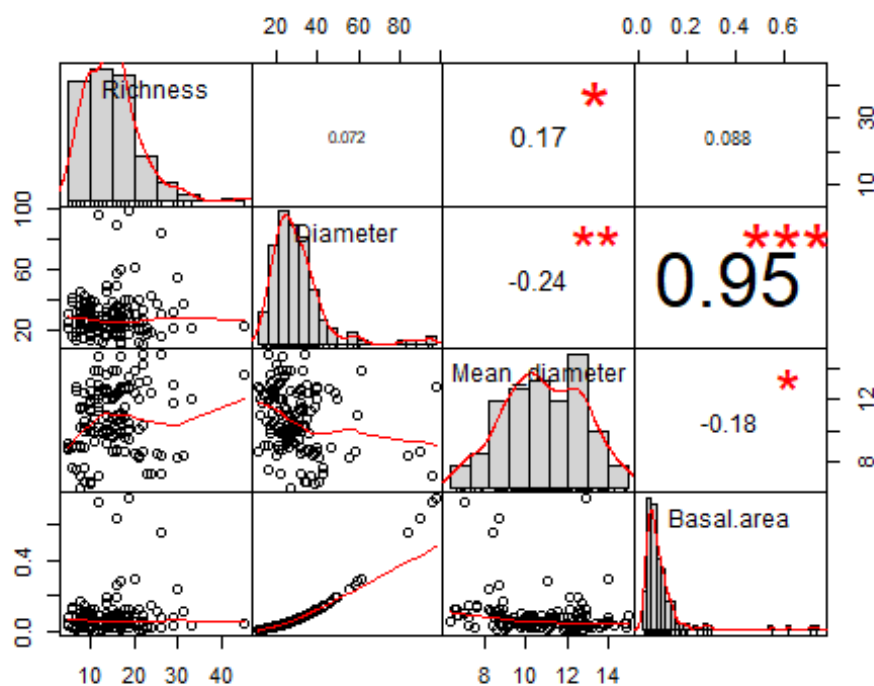 20 40 60 80 0.0 0.2 0.4 0.6
Richness 0.072 0.17 * 0.088 10 30
20 60 100 Diameter -0.24 ** 0.95 ***
Mean_diameter -0.18 * 8 12
0.0 0.4 Basal.area
10 20 30 40 8 10 12 14